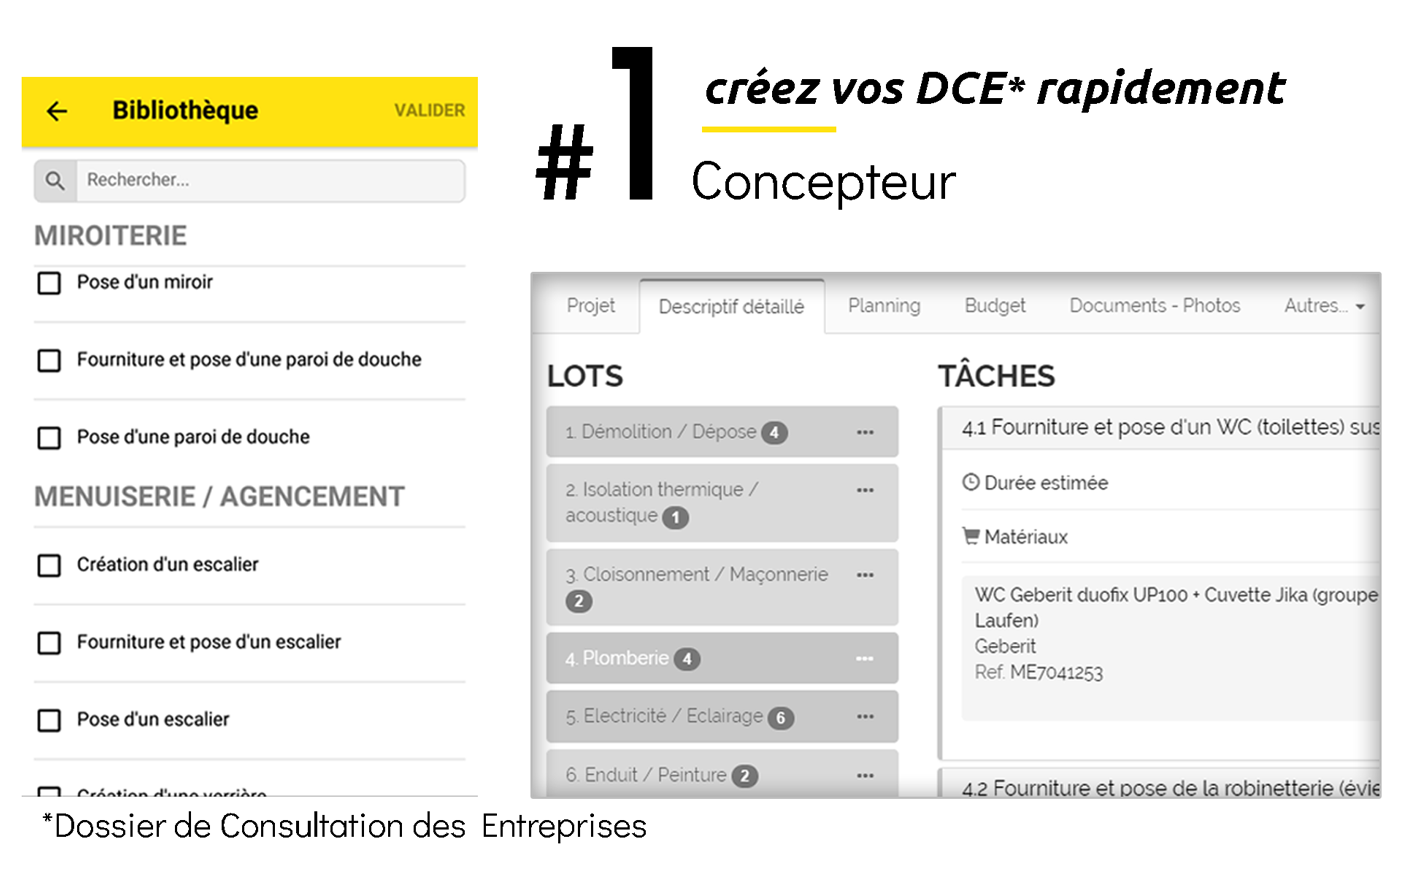 #1 créez vos DCE* rapidement
Concepteur
Bibliothèque VALIDER
Rechercher...
MIROITERIE
Pose d'un miroir
Fourniture et pose d'une paroi de douche
Pose d'une paroi de douche
MENUISERIE / AGENCEMENT
Création d'un escalier
Fourniture et pose d'un escalier
Pose d'un escalier
Création d'une verrière
Projet Descriptif détaillé Planning Budget Documents - Photos Autres...
LOTS
1. Démolition / Dépose 4
2. Isolation thermique /
acoustique 1
3. Cloisonnement / Maçonnerie
2
4. Plomberie 4
5. Electricité / Eclairage 6
6. Enduit / Peinture 2
TÂCHES
4.1 Fourniture et pose d'un WC (toilettes) sus
Durée estimée
Matériaux
WC Geberit duofix UP100 + Cuvette Jika (groupe
Laufen)
Geberit
Ref. ME7041253
4.2 Fourniture et pose de la robinetterie (évie
*Dossier de Consultation des Entreprises